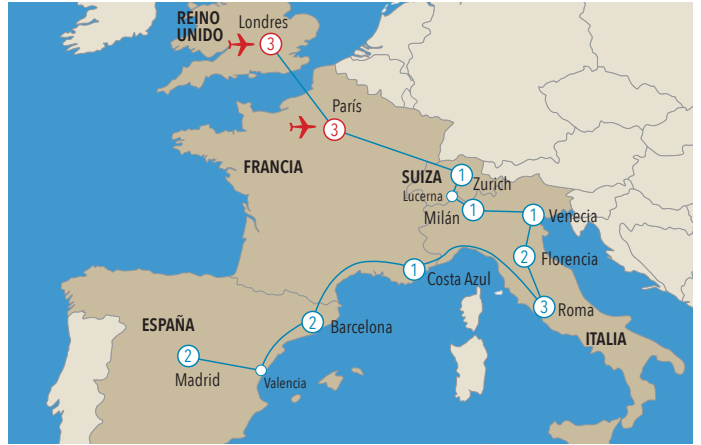 REINO
UNIDO
Londres
3
París
3
FRANCIA
SUIZA
1
Zurich
Lucerna
Milán
1
1
Venecia
2
Florencia
1
Costa Azul
3
Roma
ITALIA
ESPAÑA
2
Barcelona
2
Madrid
Valencia